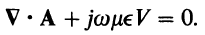 ∇ · A + jωμϵV = 0.